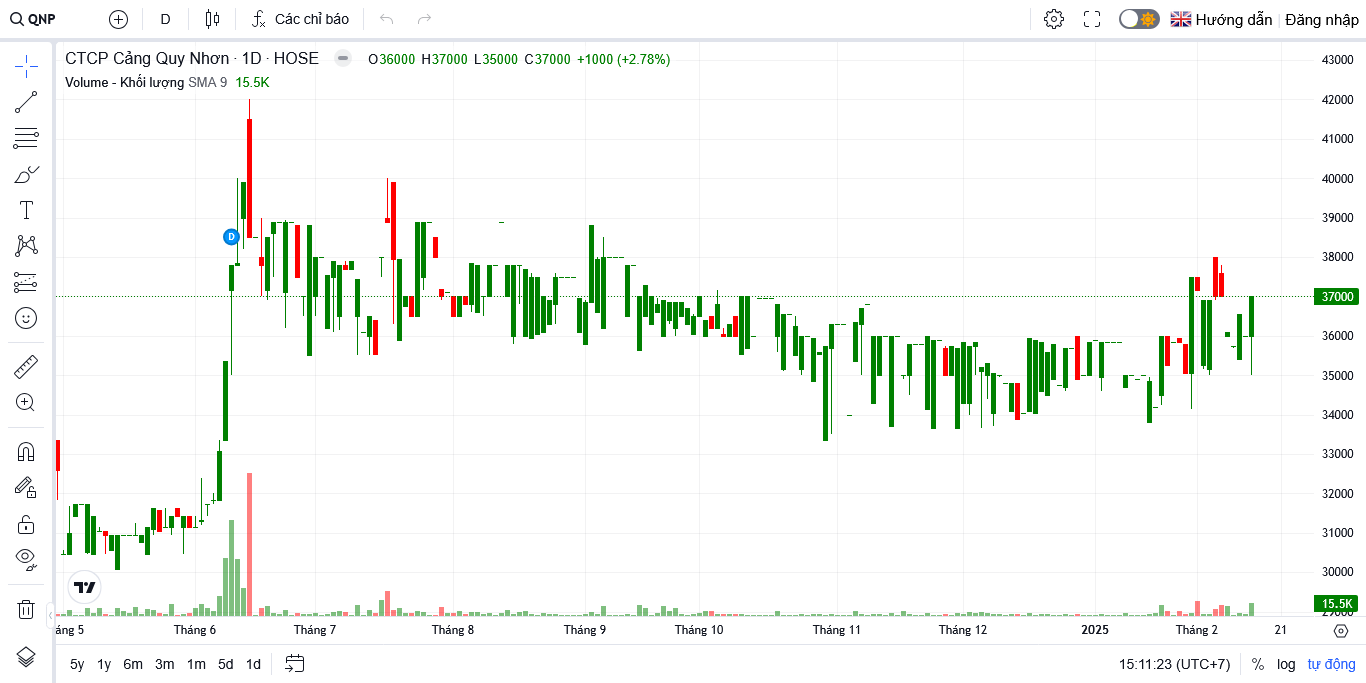 QNP D Các chỉ báo Hướng dẫn Đăng nhập
CTCP Cảng Quy Nhơn · 1D · HOSE O36000 H37000 L35000 C37000 +1000 (+2.78%)
Volume - Khối lượng SMA 9 15.5K
43000
42000
41000
40000
39000
D
38000
37000
36000
35000
34000
33000
32000
31000
30000
15.5K
29000
áng 5 Tháng 6 Tháng 7 Tháng 8 Tháng 9 Tháng 10 Tháng 11 Tháng 12 2025 Tháng 2 21
5y 1y 6m 3m 1m 5d 1d 15:11:23 (UTC+7) % log tự động